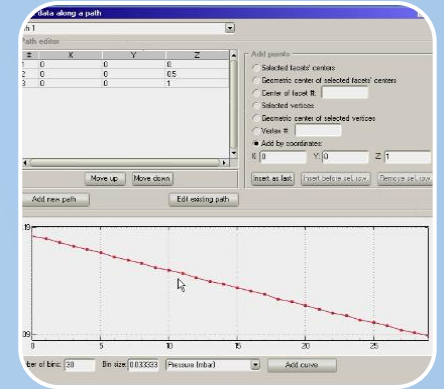 data along a path
h 1
Path editor
# X Y Z
1 0 0 0
2 0 0 0.5
3 0 0 1
Move up Move down
Add new path Edit existing path
Add points
Selected facets' centers
Geometric center of selected facets' centers
Center of facet #:
Selected vertices
Geometric center of selected vertices
Vertex #:
Add by coordinates
X: 0 Y: 0 Z: 1
Insert as last Insert before sel. row Remove sel. row
0 5 10 15 20 25
ber of bins: 30 Bin size: 0.033333 Pressure (mbar) Add curve